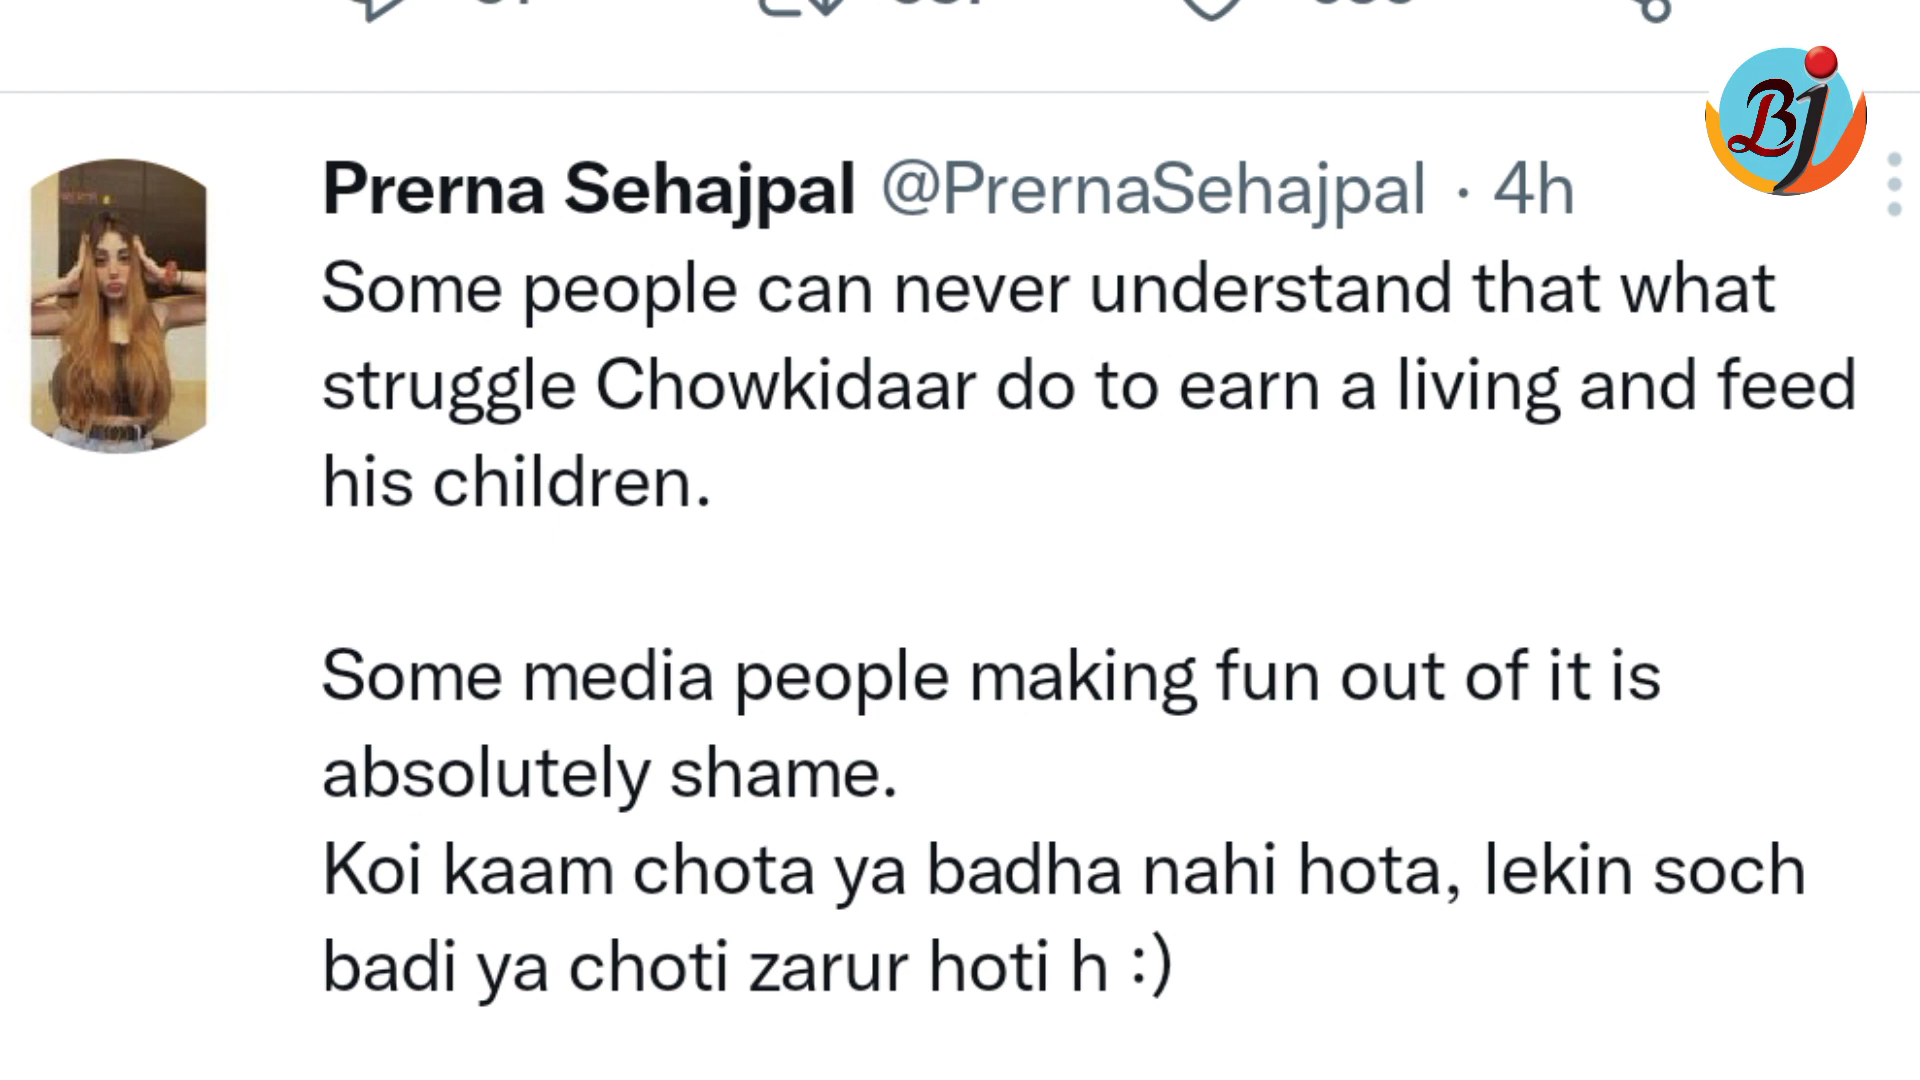 Bj
Prerna Sehajpal @PrernaSehajpal · 4h
Some people can never understand that what
struggle Chowkidaar do to earn a living and feed
his children.
Some media people making fun out of it is
absolutely shame.
Koi kaam chota ya badha nahi hota, lekin soch
badi ya choti zarur hoti h :)